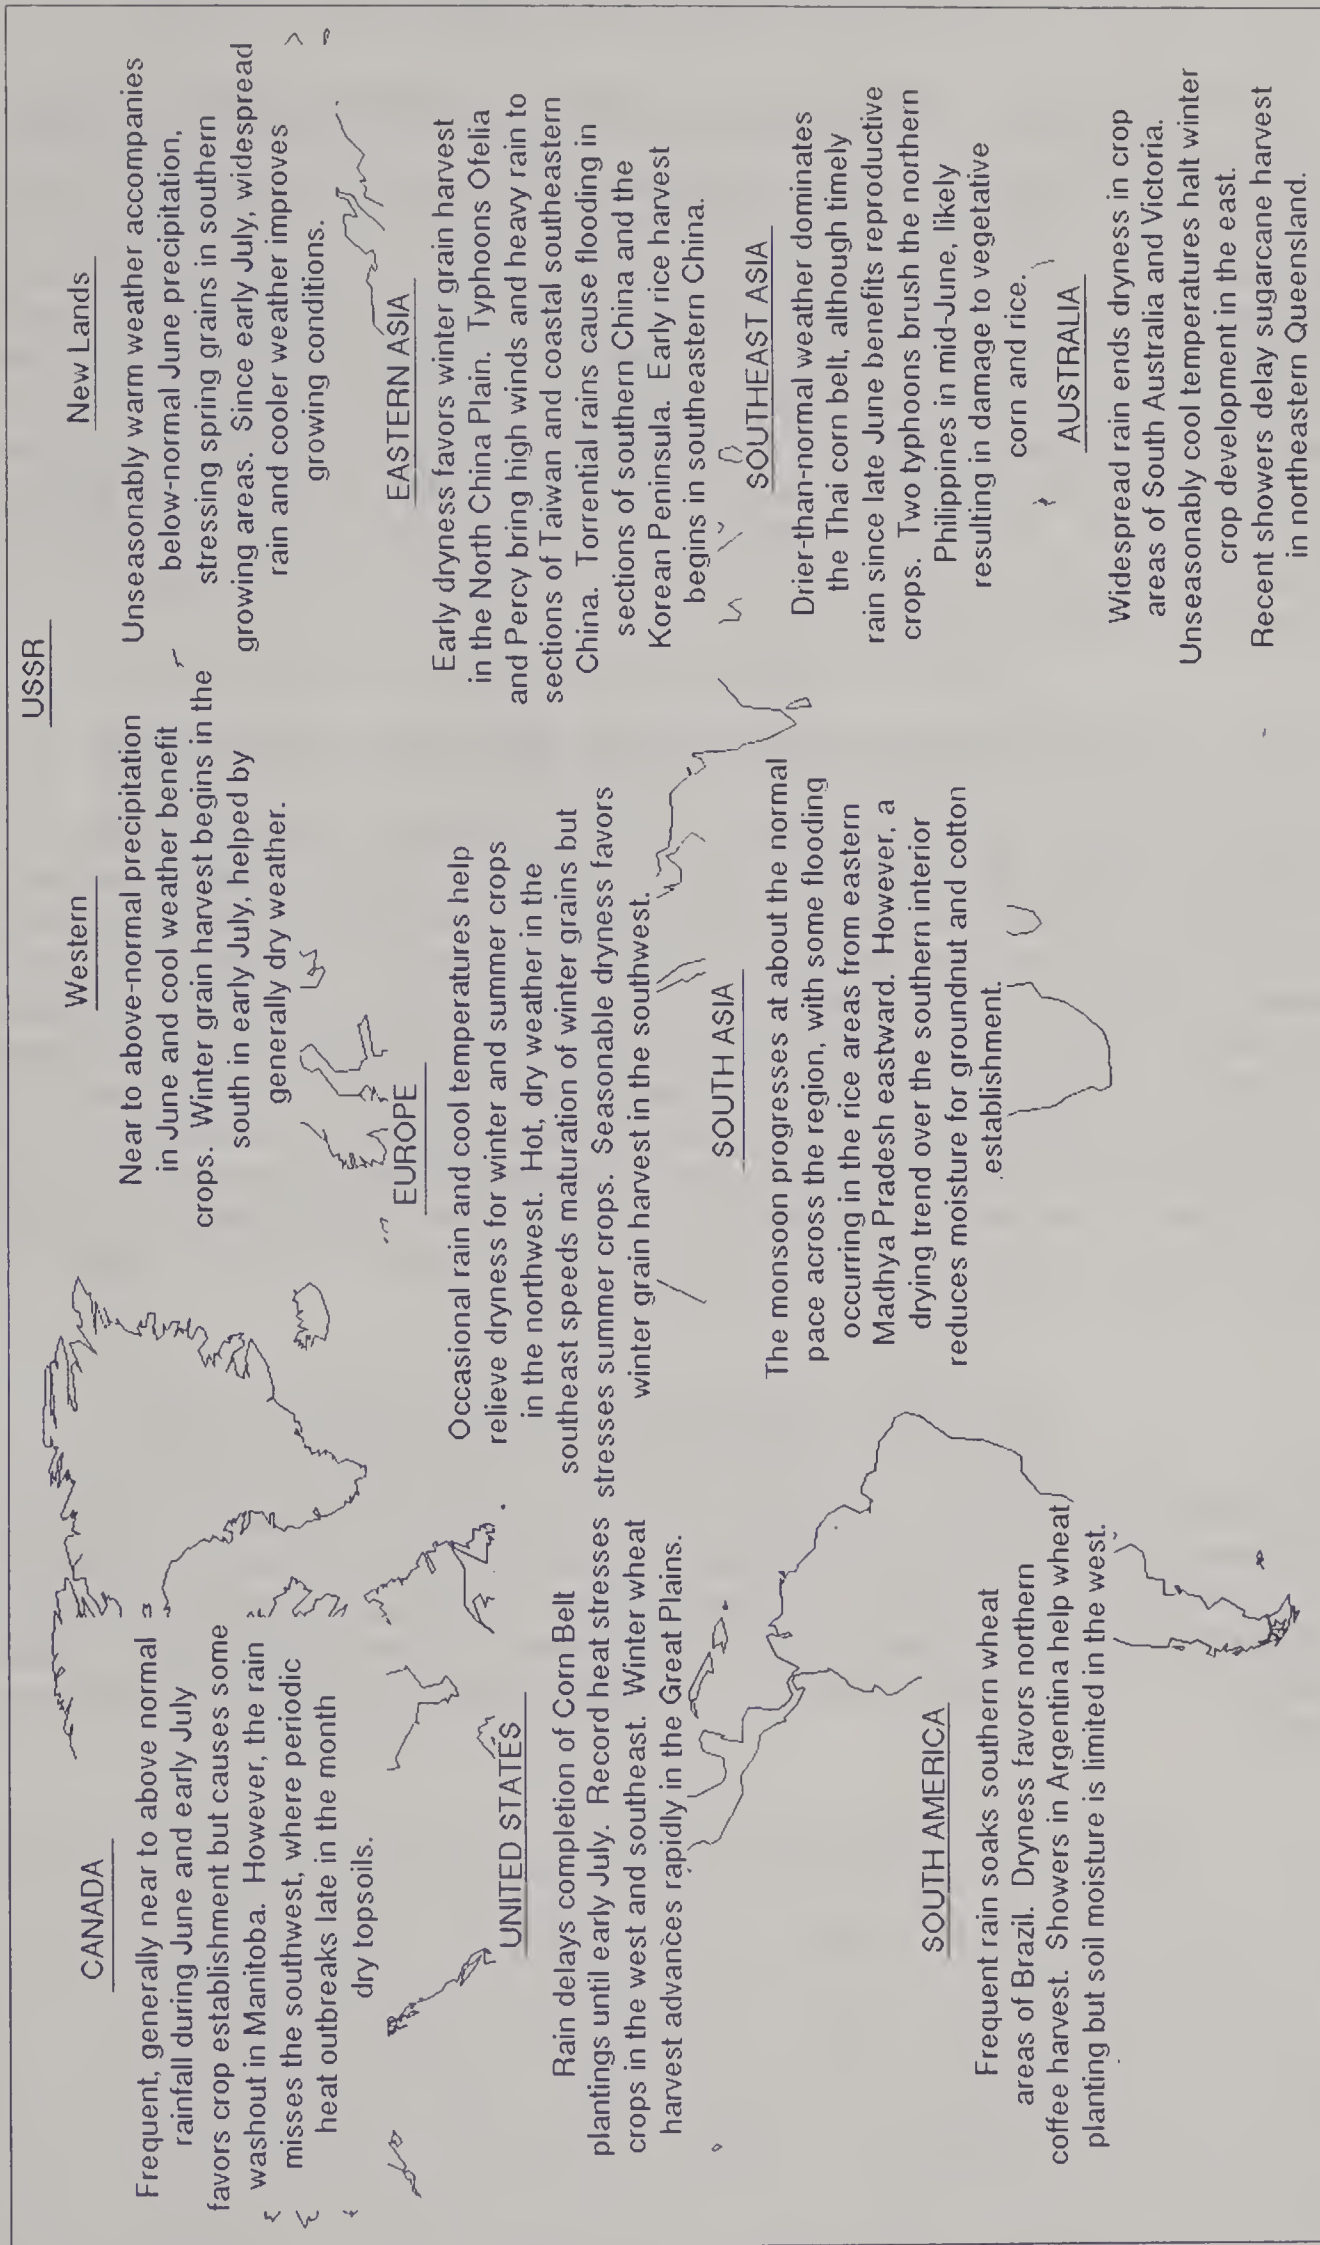 USSR
CANADA
Frequent, generally near to above normal
rainfall during June and early July
favors crop establishment but causes some
washout in Manitoba. However, the rain
misses the southwest, where periodic
heat outbreaks late in the month
dry topsoils.
Western
Near to above-normal precipitation
in June and cool weather benefit
crops. Winter grain harvest begins in the
south in early July, helped by
generally dry weather.
New Lands
Unseasonably warm weather accompanies
below-normal June precipitation,
stressing spring grains in southern
growing areas. Since early July, widespread
rain and cooler weather improves
growing conditions.
UNITED STATES
Rain delays completion of Corn Belt
plantings until early July. Record heat stresses
crops in the west and southeast. Winter wheat
harvest advances rapidly in the Great Plains.
EUROPE
Occasional rain and cool temperatures help
relieve dryness for winter and summer crops
in the northwest. Hot, dry weather in the
southeast speeds maturation of winter grains but
stresses summer crops. Seasonable dryness favors
winter grain harvest in the southwest.
EASTERN ASIA
Early dryness favors winter grain harvest
in the North China Plain. Typhoons Ofelia
and Percy bring high winds and heavy rain to
sections of Taiwan and coastal southeastern
China. Torrential rains cause flooding in
sections of southern China and the
Korean Peninsula. Early rice harvest
begins in southeastern China.
SOUTH AMERICA
Frequent rain soaks southern wheat
areas of Brazil. Dryness favors northern
coffee harvest. Showers in Argentina help wheat
planting but soil moisture is limited in the west.
SOUTH ASIA
The monsoon progresses at about the normal
pace across the region, with some flooding
occurring in the rice areas from eastern
Madhya Pradesh eastward. However, a
drying trend over the southern interior
reduces moisture for groundnut and cotton
establishment.
SOUTHEAST ASIA
Drier-than-normal weather dominates
the Thai corn belt, although timely
rain since late June benefits reproductive
crops. Two typhoons brush the northern
Philippines in mid-June, likely
resulting in damage to vegetative
corn and rice.
AUSTRALIA
Widespread rain ends dryness in crop
areas of South Australia and Victoria.
Unseasonably cool temperatures halt winter
crop development in the east.
Recent showers delay sugarcane harvest
in northeastern Queensland.